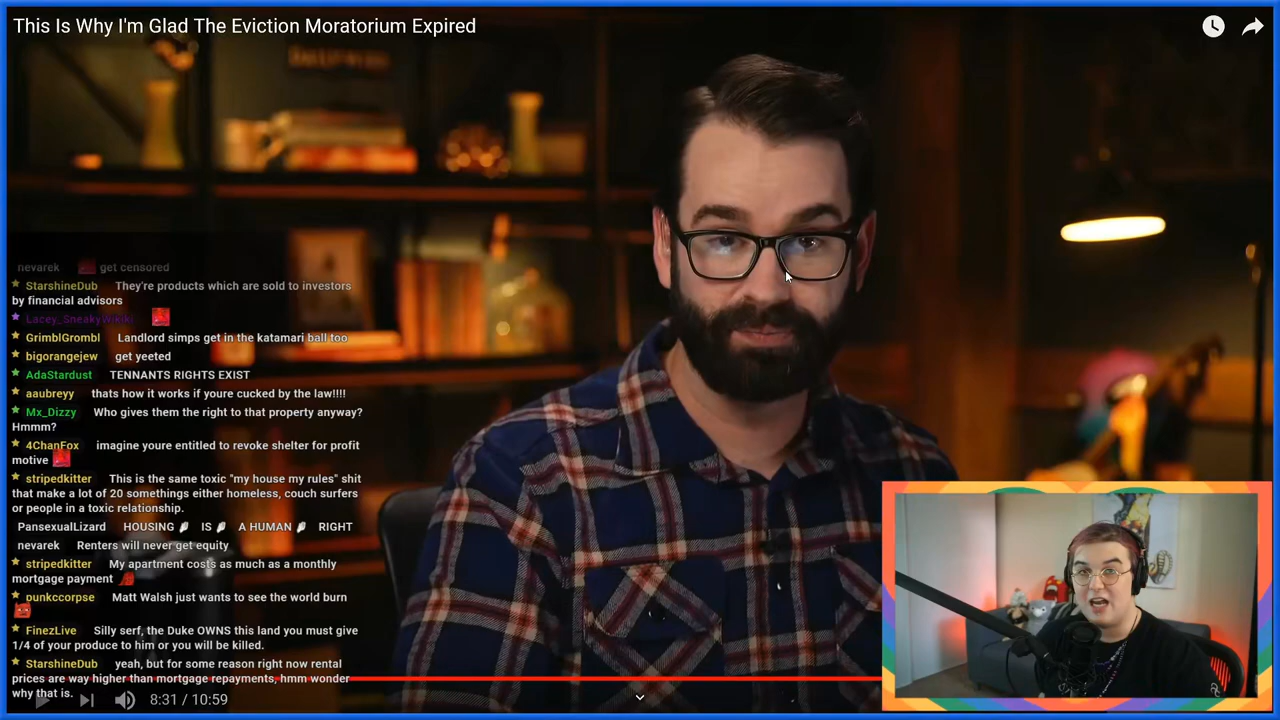 This Is Why I'm Glad The Eviction Moratorium Expired
nevarek get censored
StarshineDub They're products which are sold to investors
by financial advisors
Lacey_SneakyWikiki
GrimblGrombl Landlord simps get in the katamari ball too
bigorangejew get yeeted
AdaStardust TENNANTS RIGHTS EXIST
aaubreyy thats how it works if youre cucked by the law!!!!
Mx_Dizzy Who gives them the right to that property anyway?
Hmmm?
4ChanFox imagine youre entitled to revoke shelter for profit
motive
stripedkitter This is the same toxic "my house my rules" shit
that make a lot of 20 somethings either homeless, couch surfers
or people in a toxic relationship.
PansexualLizard HOUSING IS A HUMAN RIGHT
nevarek Renters will never get equity
stripedkitter My apartment costs as much as a monthly
mortgage payment
punkccorpse Matt Walsh just wants to see the world burn
FinezLive Silly serf, the Duke OWNS this land you must give
1/4 of your produce to him or you will be killed.
StarshineDub yeah, but for some reason right now rental
prices are way higher than mortgage repayments, hmm wonder
why that is.
8:31 / 10:59